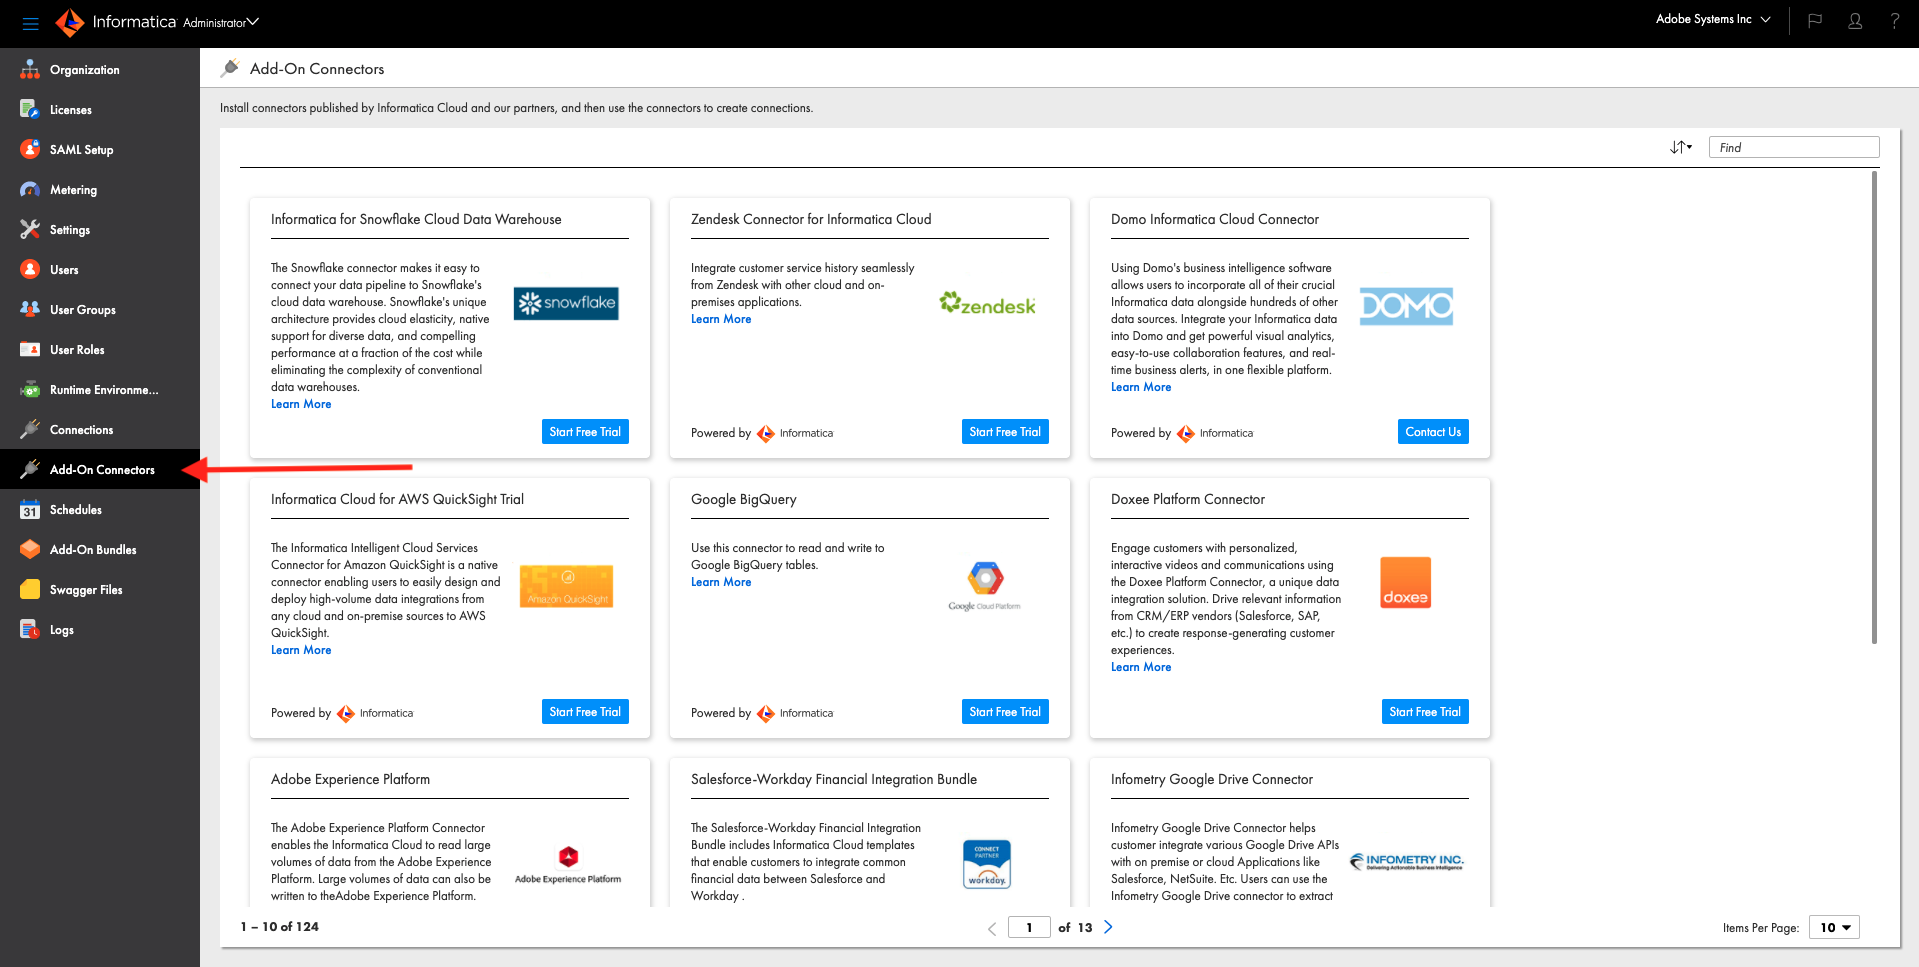 Informatica Administrator
Adobe Systems Inc
?
Organization
Licenses
SAML Setup
Metering
Settings
Users
User Groups
User Roles
Runtime Environme...
Connections
Add-On Connectors
31 Schedules
Add-On Bundles
Swagger Files
Logs
Add-On Connectors
Install connectors published by Informatica Cloud and our partners, and then use the connectors to create connections.
Find
Informatica for Snowflake Cloud Data Warehouse
The Snowflake connector makes it easy to
connect your data pipeline to Snowflake's
cloud data warehouse. Snowflake's unique
architecture provides cloud elasticity, native
support for diverse data, and compelling
performance at a fraction of the cost while
eliminating the complexity of conventional
data warehouses.
Learn More
snowflake
Start Free Trial
Zendesk Connector for Informatica Cloud
Integrate customer service history seamlessly
from Zendesk with other cloud and on-
premises applications.
Learn More
zendesk
Powered by Informatica
Start Free Trial
Domo Informatica Cloud Connector
Using Domo's business intelligence software
allows users to incorporate all of their crucial
Informatica data alongside hundreds of other
data sources. Integrate your Informatica data
into Domo and get powerful visual analytics,
easy-to-use collaboration features, and real-
time business alerts, in one flexible platform.
Learn More
DOMO
Powered by Informatica
Contact Us
Informatica Cloud for AWS QuickSight Trial
The Informatica Intelligent Cloud Services
Connector for Amazon QuickSight is a native
connector enabling users to easily design and
deploy high-volume data integrations from
any cloud and on-premise sources to AWS
QuickSight.
Learn More
Amazon QuickSight
Powered by Informatica
Start Free Trial
Google BigQuery
Use this connector to read and write to
Google BigQuery tables.
Learn More
Google Cloud Platform
Powered by Informatica
Start Free Trial
Doxee Platform Connector
Engage customers with personalized,
interactive videos and communications using
the Doxee Platform Connector, a unique data
integration solution. Drive relevant information
from CRM/ERP vendors (Salesforce, SAP,
etc.) to create response-generating customer
experiences.
Learn More
doxee
Start Free Trial
Adobe Experience Platform
The Adobe Experience Platform Connector
enables the Informatica Cloud to read large
volumes of data from the Adobe Experience
Platform. Large volumes of data can also be
written to theAdobe Experience Platform.
Adobe Experience Platform
Salesforce-Workday Financial Integration Bundle
The Salesforce-Workday Financial Integration
Bundle includes Informatica Cloud templates
that enable customers to integrate common
financial data between Salesforce and
Workday .
CONNECT
PARTNER
workday.
Infometry Google Drive Connector
Infometry Google Drive Connector helps
customer integrate various Google Drive APIs
with on premise or cloud Applications like
Salesforce, NetSuite. Etc. Users can use the
Infometry Google Drive connector to extract
INFOMETRY INC.
Delivering Actionable Business Intelligence
1 – 10 of 124
1 of 13
Items Per Page: 10